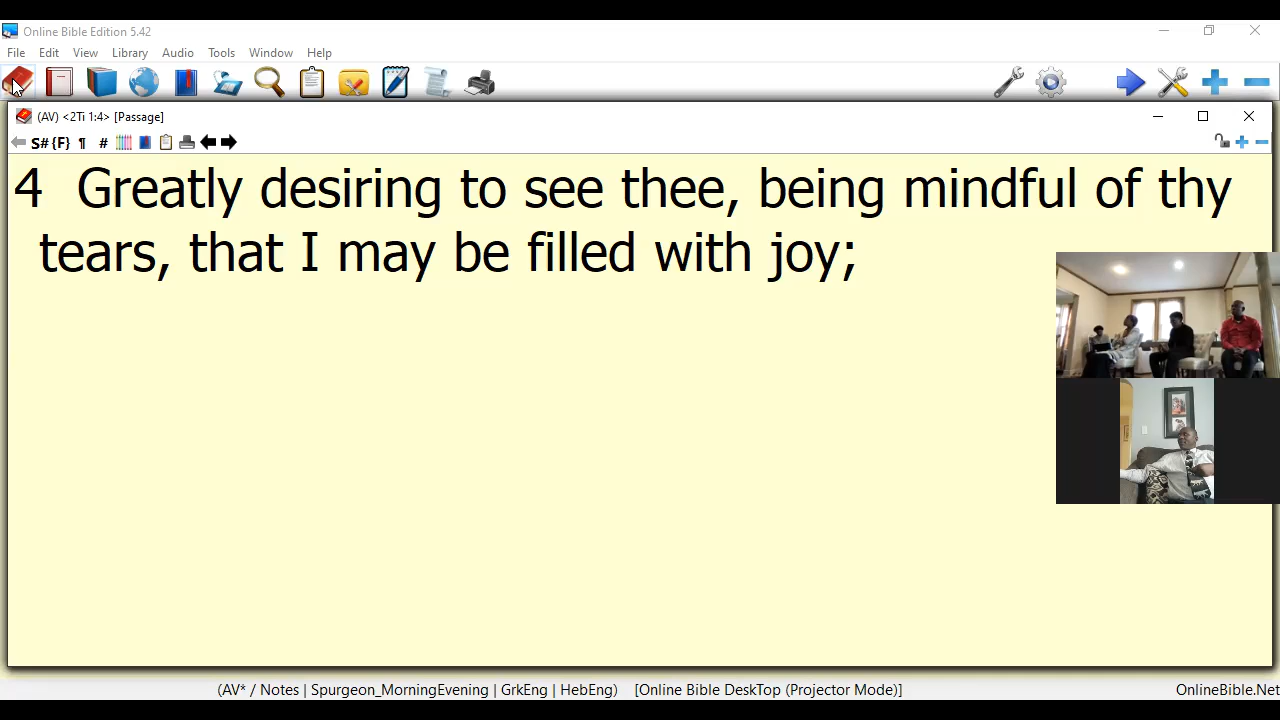 Online Bible Edition 5.42
File Edit View Library Audio Tools Window Help
(AV) <2Ti 1:4> [Passage]
S# {F} ¶ #
4 Greatly desiring to see thee, being mindful of thy
tears, that I may be filled with joy;
(AV* / Notes | Spurgeon_MorningEvening | GrkEng | HebEng) [Online Bible DeskTop (Projector Mode)] OnlineBible.Net